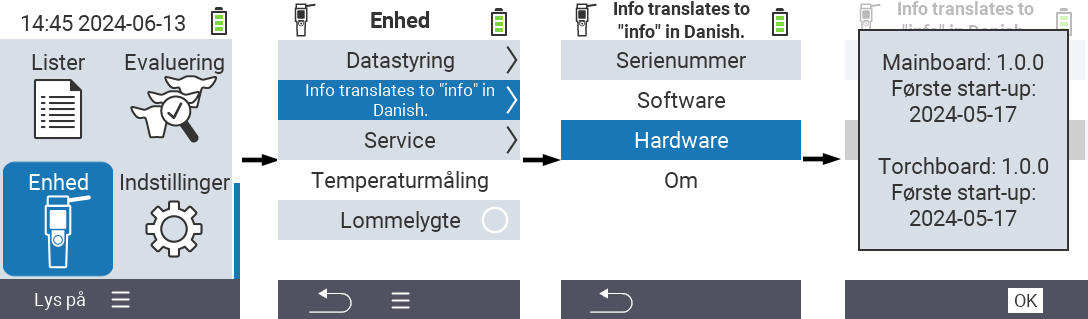 14:45 2024-06-13
Lister
Evaluering
Enhed
Indstillinger
Lys på
Enhed
Datastyring
Info translates to "info" in
Danish.
Service
Temperaturmåling
Lommelygte
Info translates to
"info" in Danish.
Serienummer
Software
Hardware
Om
Info translates to
"info" in Danish.
Mainboard: 1.0.0
Første start-up:
2024-05-17
Torchboard: 1.0.0
Første start-up:
2024-05-17
OK